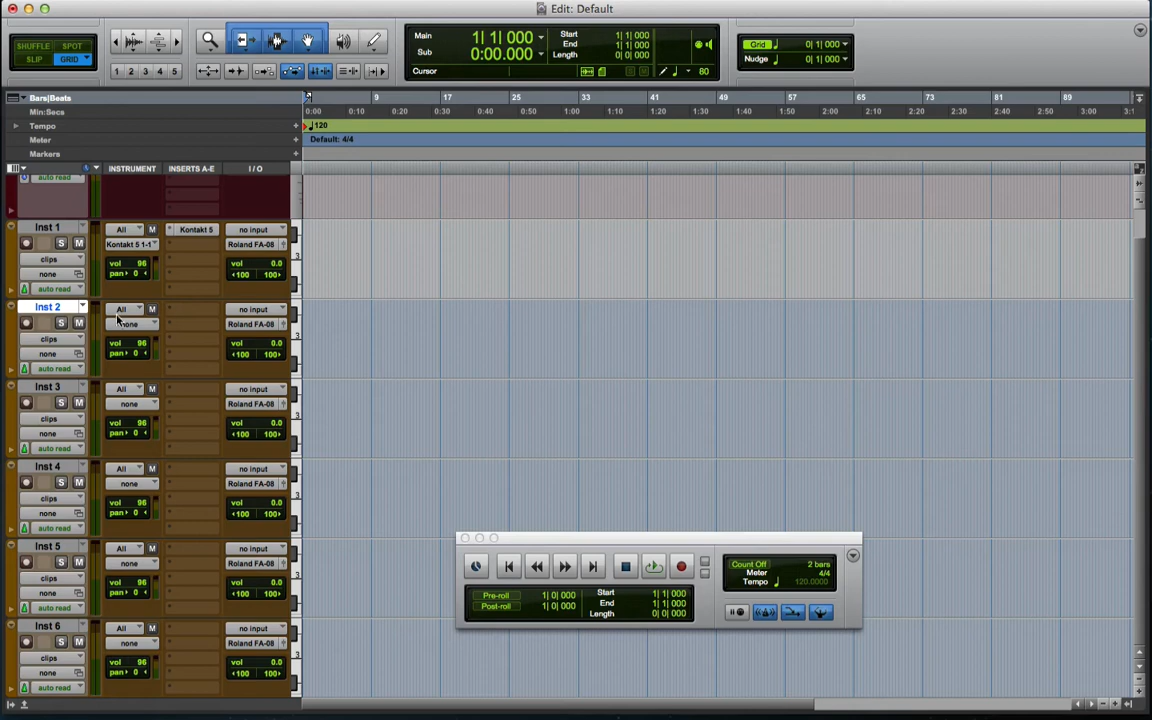 Edit: Default
SHUFFLE SPOT
SLIP GRID
1 2 3 4 5
Main 1| 1| 000
Sub 0:00.000
Cursor
Start 1| 1| 000
End 1| 1| 000
Length 0| 0| 000
80
Grid 0| 1| 000
Nudge 0| 1| 000
Bars|Beats 9 17 25 33 41 49 57 65 73 81 89
Min:Secs 0:00 0:10 0:20 0:30 0:40 0:50 1:00 1:10 1:20 1:30 1:40 1:50 2:00 2:10 2:20 2:30 2:40 2:50 3:00
Tempo 120
Meter Default: 4/4
Markers
INSTRUMENT INSERTS A-E I / O
auto read
Inst 1 All M Kontakt 5 no input
S M Kontakt 5 1-1 Roland FA-08
clips vol 96 vol 0.0
none pan 0 100 100
auto read
3
Inst 2 All M no input
S M none Roland FA-08
clips vol 96 vol 0.0
none pan 0 100 100
auto read
3
Inst 3 All M no input
S M none Roland FA-08
clips vol 96 vol 0.0
none pan 0 100 100
auto read
3
Inst 4 All M no input
S M none Roland FA-08
clips vol 96 vol 0.0
none pan 0 100 100
auto read
3
Inst 5 All M no input
S M none Roland FA-08
clips vol 96 vol 0.0
none pan 0 100 100
auto read
3
Inst 6 All M no input
S M none Roland FA-08
clips vol 96 vol 0.0
none pan 0 100 100
auto read
3
Pre-roll 1| 0| 000
Post-roll 1| 0| 000
Start 1| 1| 000
End 1| 1| 000
Length 0| 0| 000
Count Off 2 bars
Meter 4/4
Tempo 120.0000